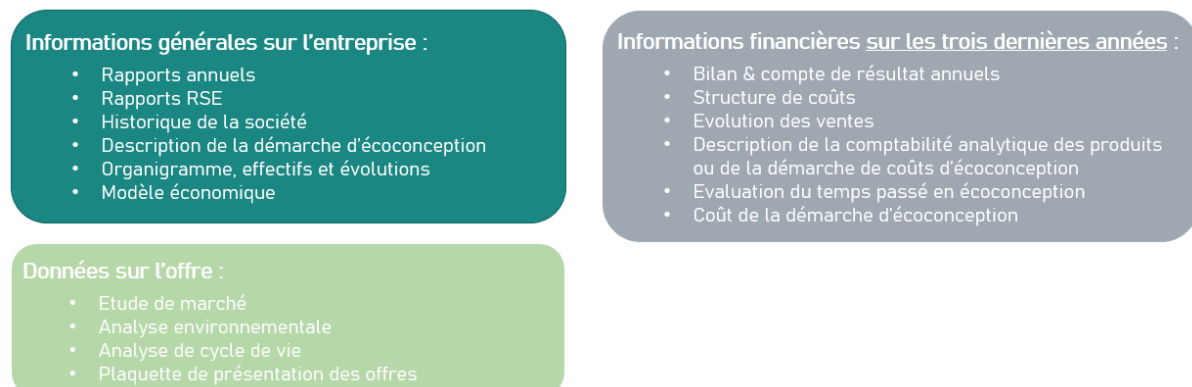 Informations générales sur l'entreprise :
• Rapports annuels
• Rapports RSE
• Historique de la société
• Description de la démarche d'écoconception
• Organigramme, effectifs et évolutions
• Modèle économique
Informations financières sur les trois dernières années :
• Bilan & compte de résultat annuels
• Structure de coûts
• Evolution des ventes
• Description de la comptabilité analytique des produits
ou de la démarche de coûts d'écoconception
• Evaluation du temps passé en écoconception
• Coût de la démarche d'écoconception
Données sur l'offre :
• Etude de marché
• Analyse environnementale
• Analyse de cycle de vie
• Plaquette de présentation des offres